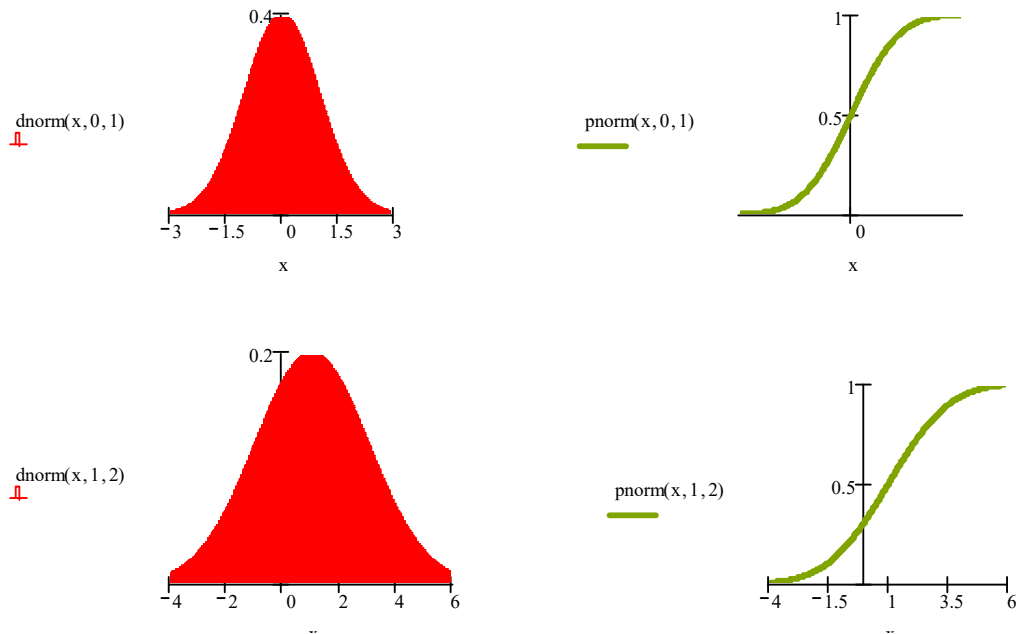 0.4
dnorm(x, 0, 1)
−3 −1.5 0 1.5 3
x
1
pnorm(x, 0, 1)
0.5
0
x
0.2
dnorm(x, 1, 2)
−4 −2 0 2 4 6
x
1
pnorm(x, 1, 2)
0.5
−4 −1.5 1 3.5 6
x